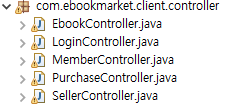 com.ebookmarket.client.controller
EbookController.java
LoginController.java
MemberController.java
PurchaseController.java
SellerController.java